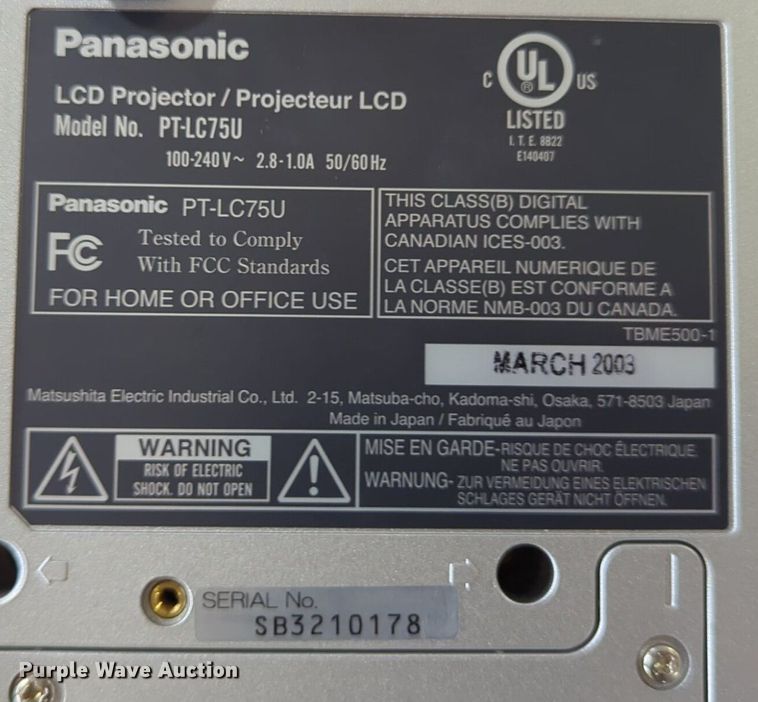 Panasonic
C UL US
®
LISTED
I. T. E. 8B22
E140407
LCD Projector / Projecteur LCD
Model No. PT-LC75U
100-240V~ 2.8-1.0A 50/60Hz
Panasonic PT-LC75U
FC Tested to Comply
With FCC Standards
FOR HOME OR OFFICE USE
THIS CLASS(B) DIGITAL
APPARATUS COMPLIES WITH
CANADIAN ICES-003.
CET APPAREIL NUMERIQUE DE
LA CLASSE(B) EST CONFORME A
LA NORME NMB-003 DU CANADA.
TBME500-1
MARCH 2003
Matsushita Electric Industrial Co., Ltd. 2-15, Matsuba-cho, Kadoma-shi, Osaka, 571-8503 Japan
Made in Japan / Fabriqué au Japon
WARNING
RISK OF ELECTRIC
SHOCK. DO NOT OPEN
MISE EN GARDE-RISQUE DE CHOC ÉLECTRIQUE.
NE PAS OUVRIR.
WARNUNG- ZUR VERMEIDUNG EINES ELEKTRISCHEN
SCHLAGES GERÄT NICHT ÖFFNEN.
SERIAL No.
SB3210178
Purple Wave Auction